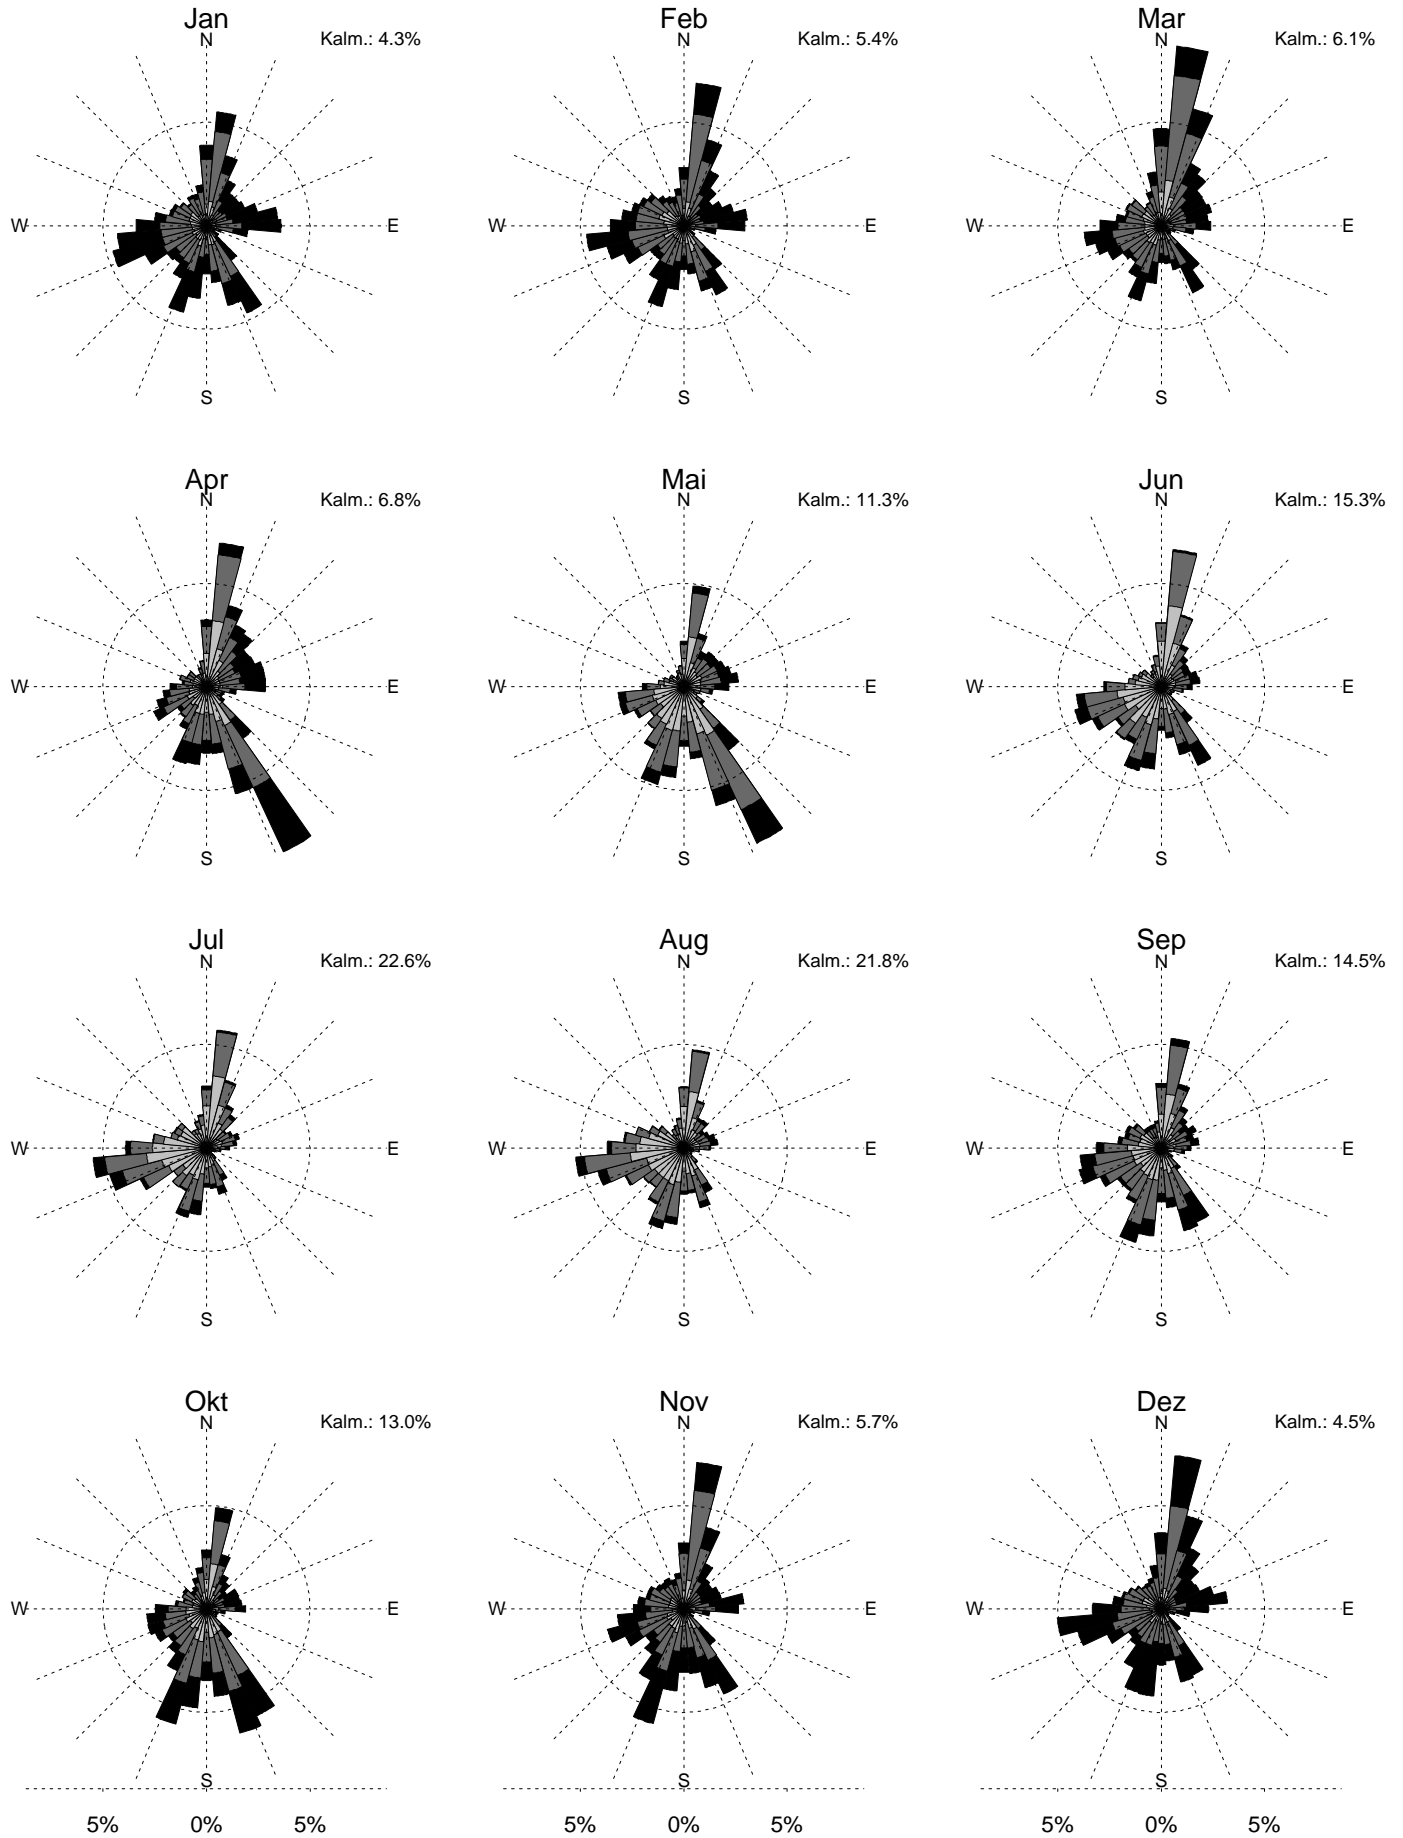 Jan
N
Kalm.: 4.3%
W
E
S
Feb
N
Kalm.: 5.4%
W
E
S
Mar
N
Kalm.: 6.1%
W
E
S
Apr
N
Kalm.: 6.8%
W
E
S
Mai
N
Kalm.: 11.3%
W
E
S
Jun
N
Kalm.: 15.3%
W
E
S
Jul
N
Kalm.: 22.6%
W
E
S
Aug
N
Kalm.: 21.8%
W
E
S
Sep
N
Kalm.: 14.5%
W
E
S
Okt
N
Kalm.: 13.0%
W
E
S
Nov
N
Kalm.: 5.7%
W
E
S
Dez
N
Kalm.: 4.5%
W
E
S
5% 0% 5%
5% 0% 5%
5% 0% 5%